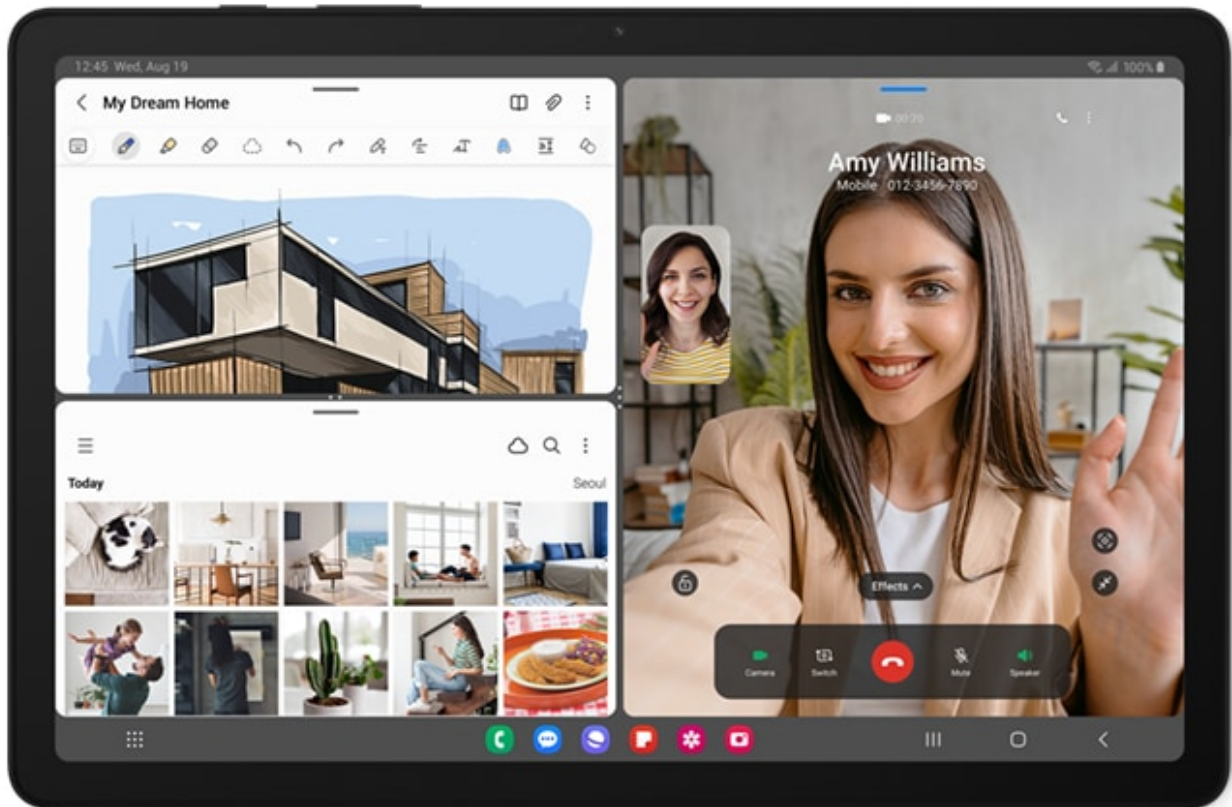 12:45 Wed, Aug 19
100%
My Dream Home
Today
Seoul
00:20
Amy Williams
Mobile 012-3456-7890
Effects
Camera
Switch
Mute
Speaker